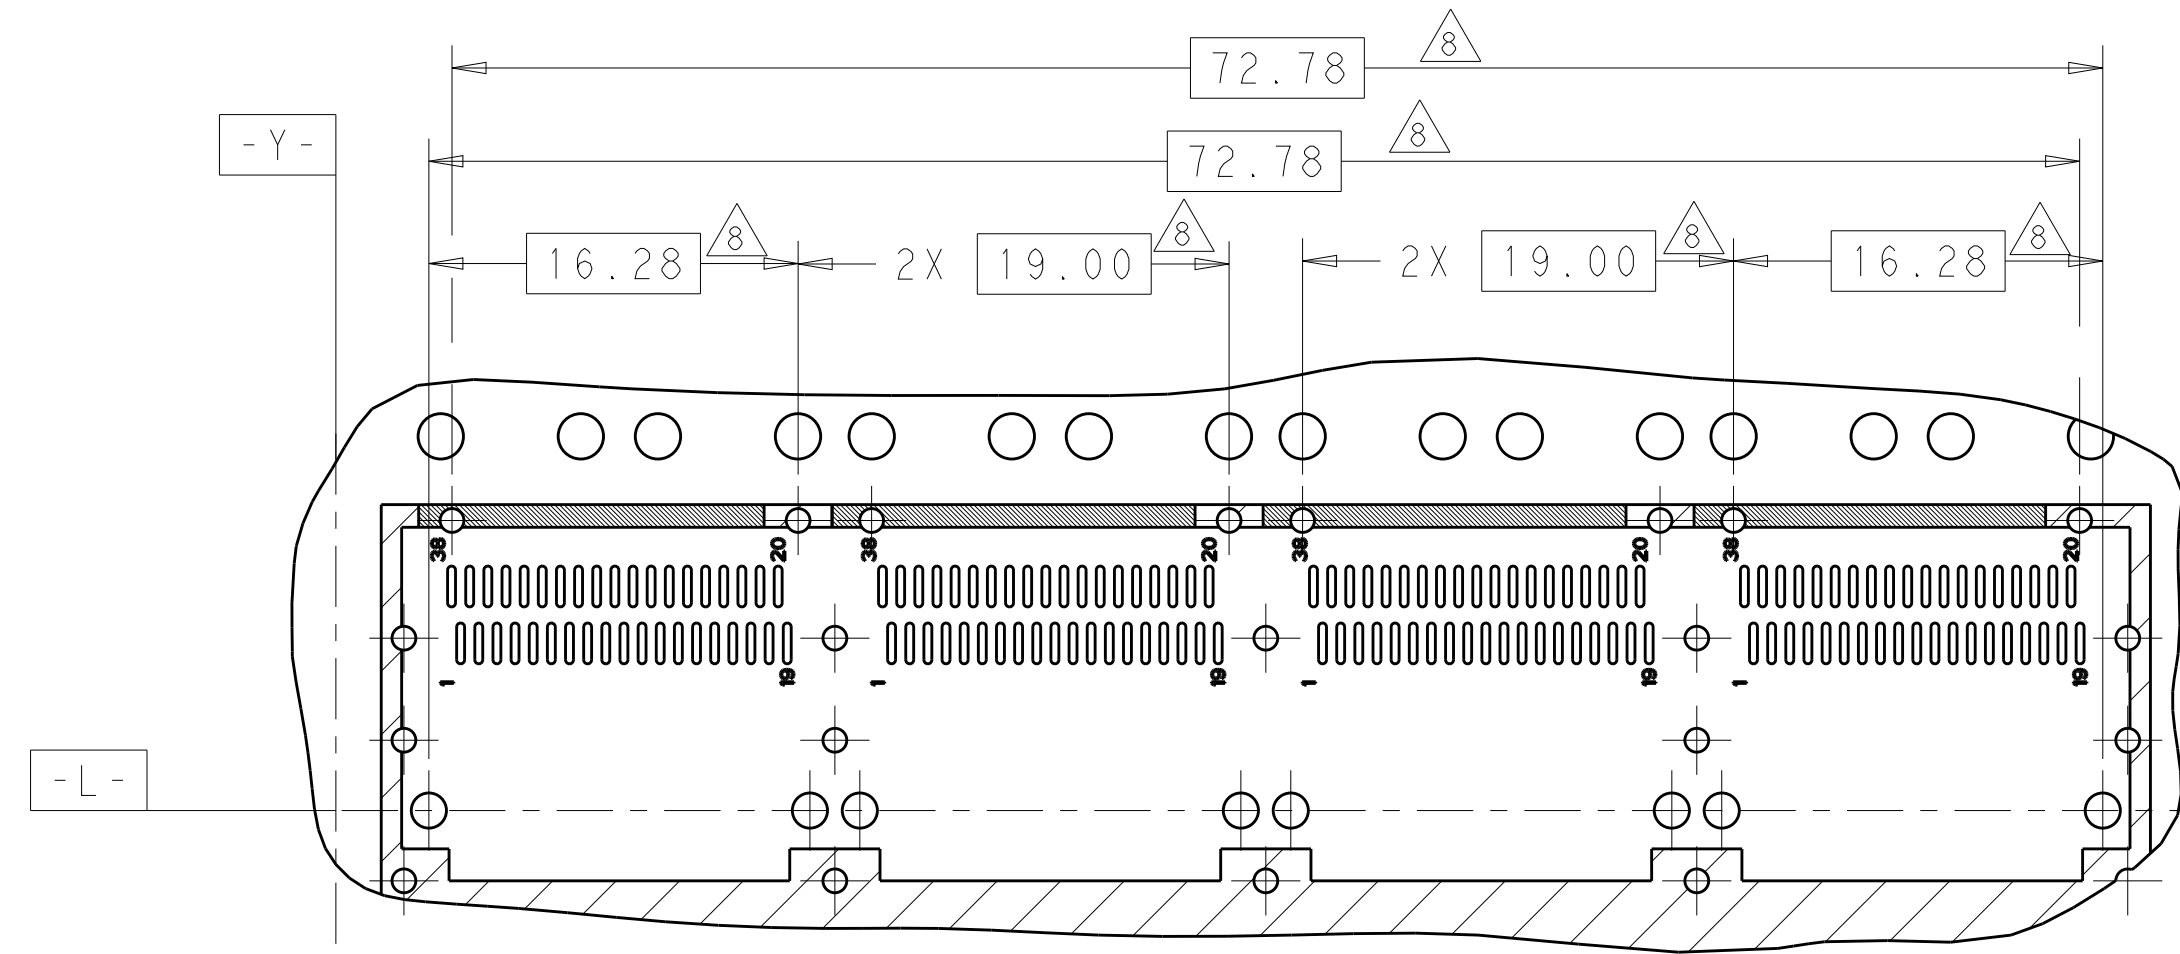 72.78 8
-Y- 72.78 8
16.28 8 2X 19.00 8 2X 19.00 8 16.28 8
38 20 38 20 38 20 38 20
1 19 1 19 1 19 1 19
-L-